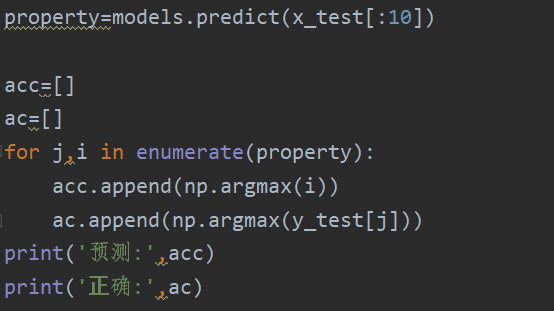 property=models.predict(x_test[:10])
acc=[]
ac=[]
for j,i in enumerate(property):
    acc.append(np.argmax(i))
    ac.append(np.argmax(y_test[j]))
print('预测:',acc)
print('正确:',ac)